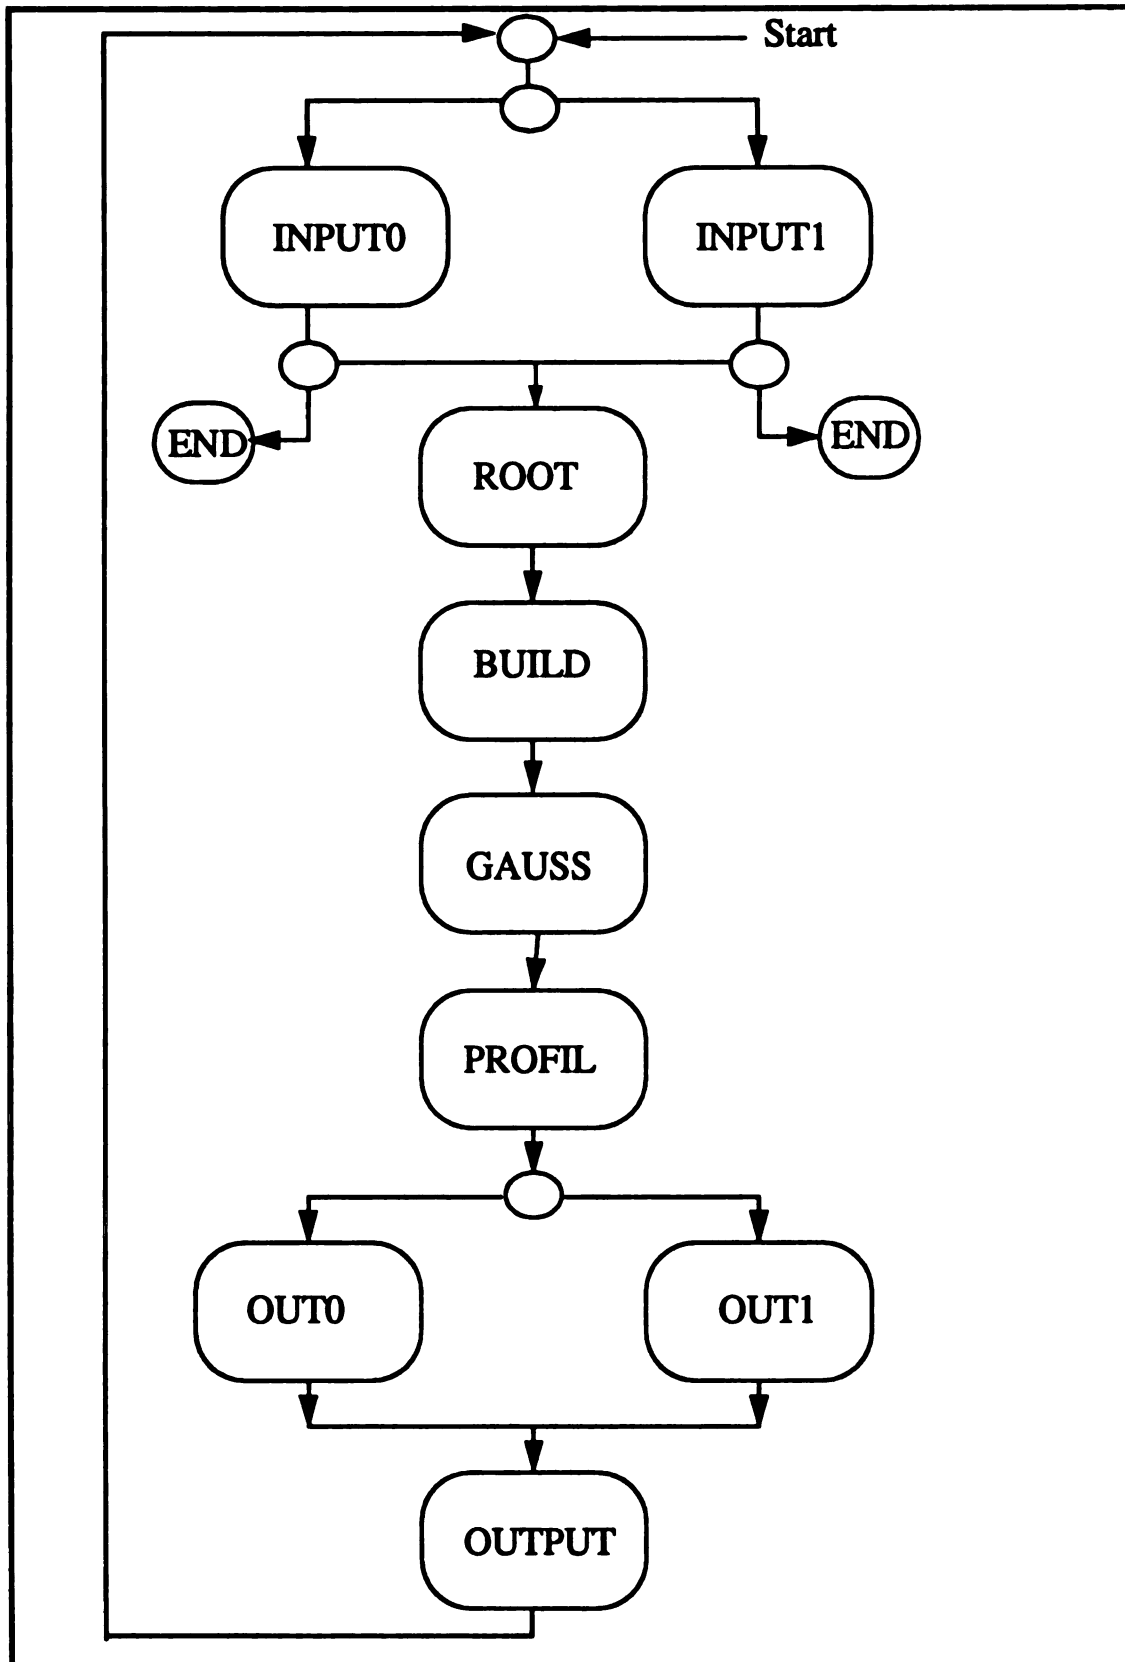 Start
INPUT0
INPUT1
END
END
ROOT
BUILD
GAUSS
PROFIL
OUT0
OUT1
OUTPUT